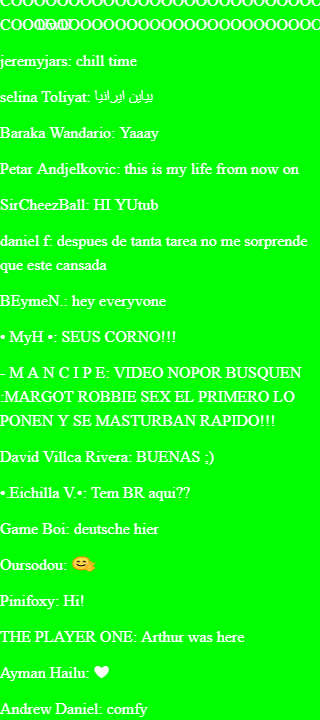 jeremyjars: chill time
selina Toliyat: بیاین ایرانیا
Baraka Wandario: Yaaay
Petar Andjelkovic: this is my life from now on
SirCheezBall: HI YUtub
daniel f: despues de tanta tarea no me sorprende
que este cansada
BEymeN.: hey everyvone
• MyH •: SEUS CORNO!!!
- M A N C I P E: VIDEO NOPOR BUSQUEN
:MARGOT ROBBIE SEX EL PRIMERO LO
PONEN Y SE MASTURBAN RAPIDO!!!
David Villca Rivera: BUENAS ;)
•.Eichilla V.•: Tem BR aqui??
Game Boi: deutsche hier
Oursodou: 🤗
Pinifoxy: Hi!
THE PLAYER ONE: Arthur was here
Ayman Hailu: ❤
Andrew Daniel: comfy